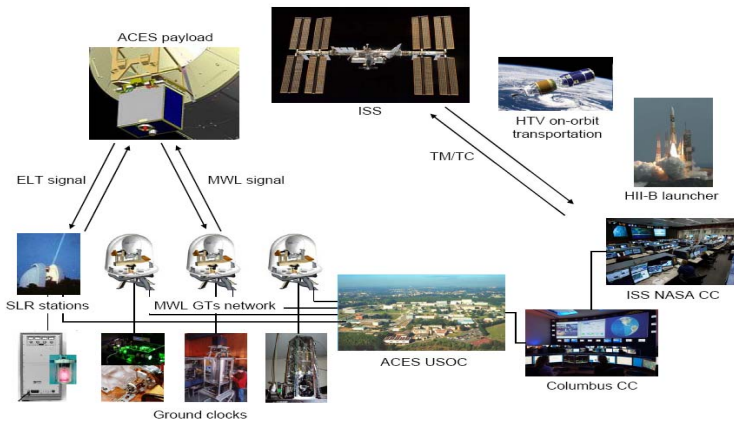 ACES payload
ISS
HTV on-orbit
transportation
TM/TC
ELT signal
MWL signal
HII-B launcher
SLR stations
MWL GTs network
ISS NASA CC
ACES USOC
Columbus CC
Ground clocks